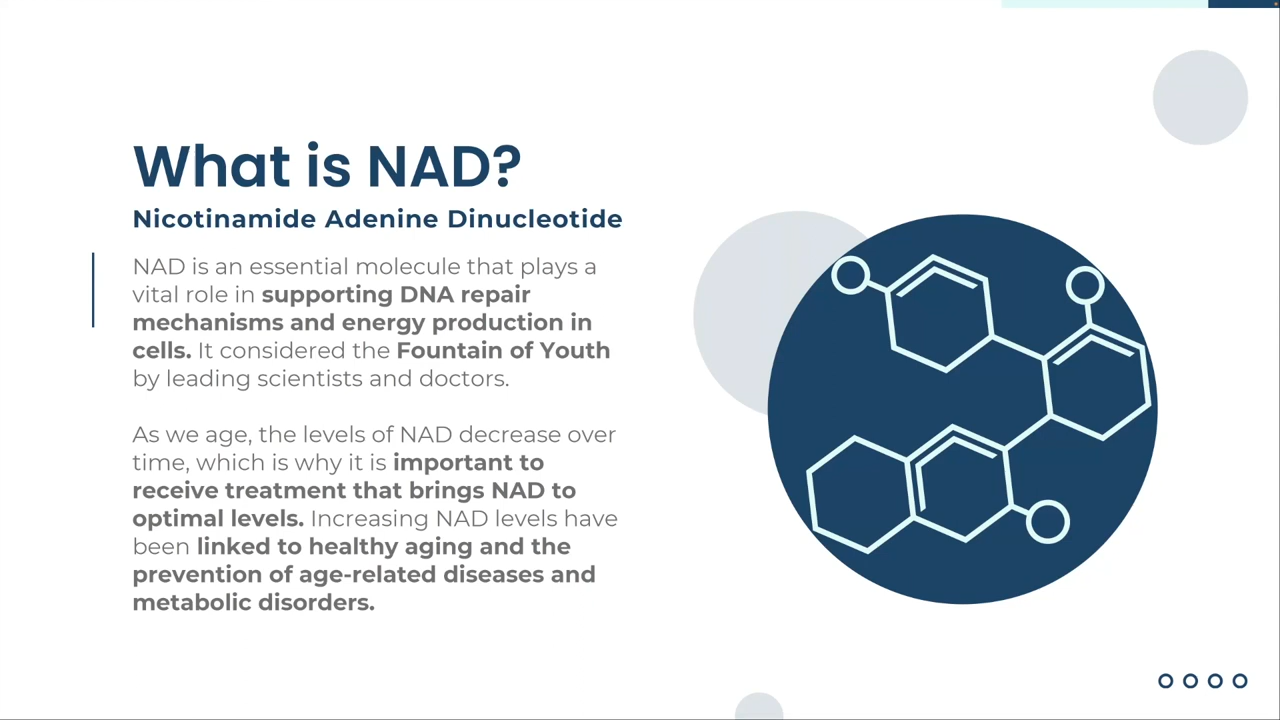 What is NAD?
Nicotinamide Adenine Dinucleotide
NAD is an essential molecule that plays a
vital role in supporting DNA repair
mechanisms and energy production in
cells. It considered the Fountain of Youth
by leading scientists and doctors.
As we age, the levels of NAD decrease over
time, which is why it is important to
receive treatment that brings NAD to
optimal levels. Increasing NAD levels have
been linked to healthy aging and the
prevention of age-related diseases and
metabolic disorders.